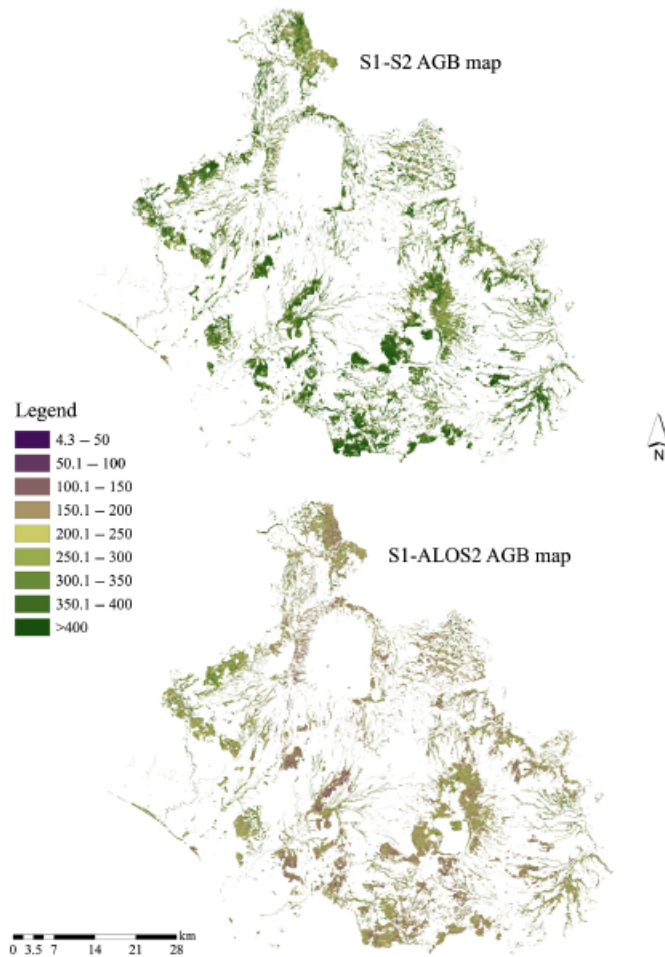 S1-S2 AGB map
Legend
4.3 – 50
50.1 – 100
100.1 – 150
150.1 – 200
200.1 – 250
250.1 – 300
300.1 – 350
350.1 – 400
>400
N
S1-ALOS2 AGB map
km
0 3.5 7 14 21 28